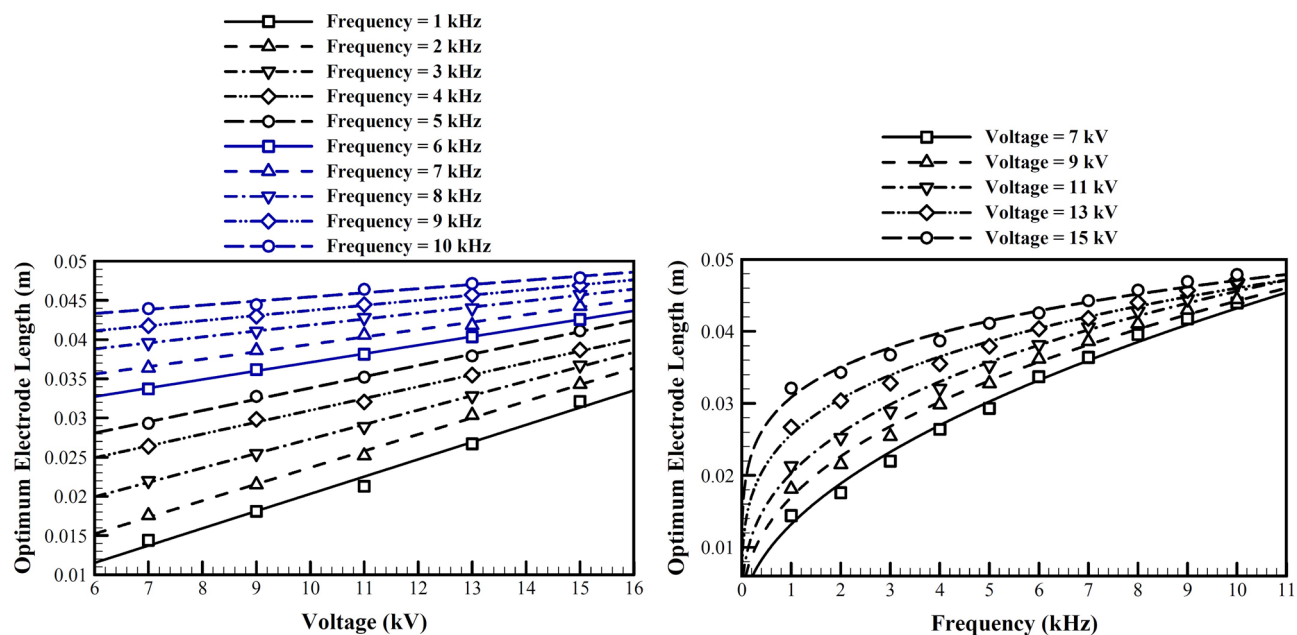 Frequency = 1 kHz
Frequency = 2 kHz
Frequency = 3 kHz
Frequency = 4 kHz
Frequency = 5 kHz
Frequency = 6 kHz
Frequency = 7 kHz
Frequency = 8 kHz
Frequency = 9 kHz
Frequency = 10 kHz
Optimum Electrode Length (m)
0.05
0.045
0.04
0.035
0.03
0.025
0.02
0.015
0.01
6 7 8 9 10 11 12 13 14 15 16
Voltage (kV)
Voltage = 7 kV
Voltage = 9 kV
Voltage = 11 kV
Voltage = 13 kV
Voltage = 15 kV
Optimum Electrode Length (m)
0.05
0.04
0.03
0.02
0.01
0 1 2 3 4 5 6 7 8 9 10 11
Frequency (kHz)